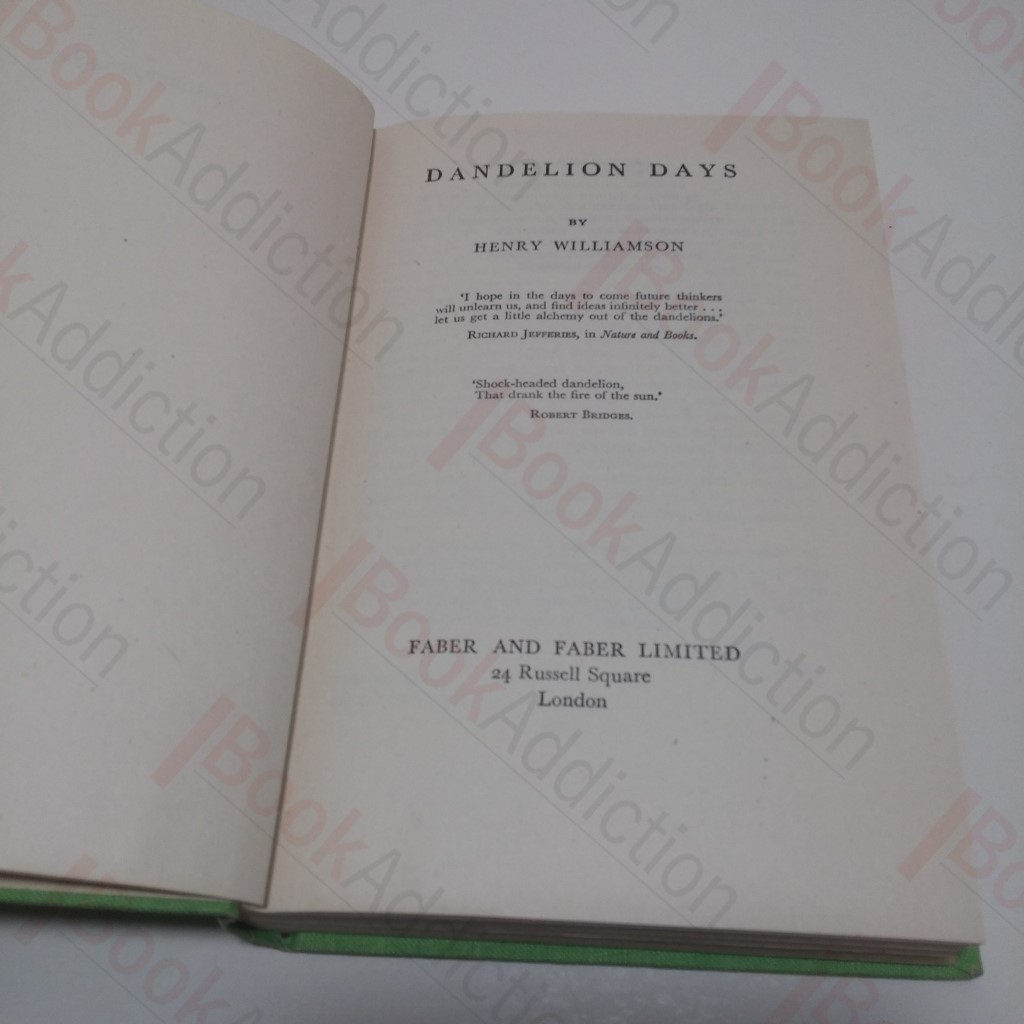 DANDELION DAYS
BY
HENRY WILLIAMSON
'I hope in the days to come future thinkers
will unlearn us, and find ideas infinitely better . . .
let us get a little alchemy out of the dandelions.'
RICHARD JEFFERIES, in Nature and Books.
'Shock-headed dandelion,
That drank the fire of the sun.'
ROBERT BRIDGES.
FABER AND FABER LIMITED
24 Russell Square
London
BookAddiction